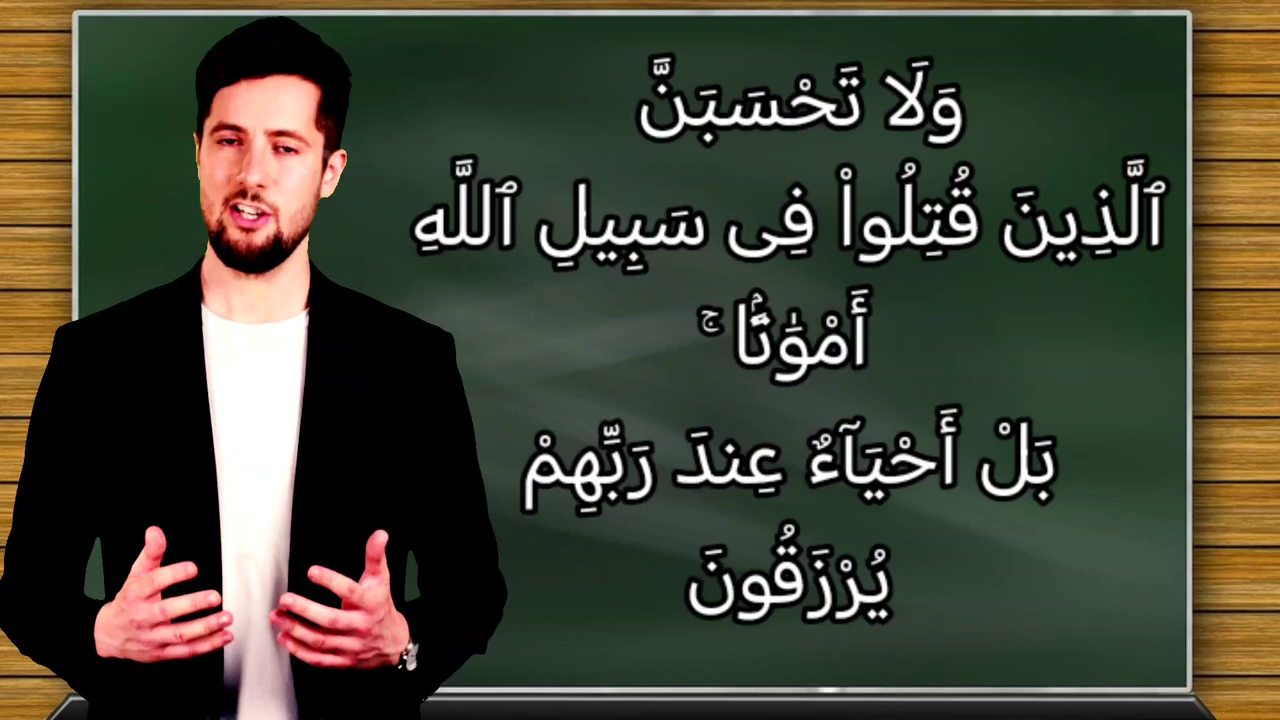 وَلَا تَحْسَبَنَّ
ٱلَّذِينَ قُتِلُوا۟ فِى سَبِيلِ ٱللَّهِ
أَمْوَٰتًۢا ۚ
بَلْ أَحْيَآءٌ عِندَ رَبِّهِمْ
يُرْزَقُونَ